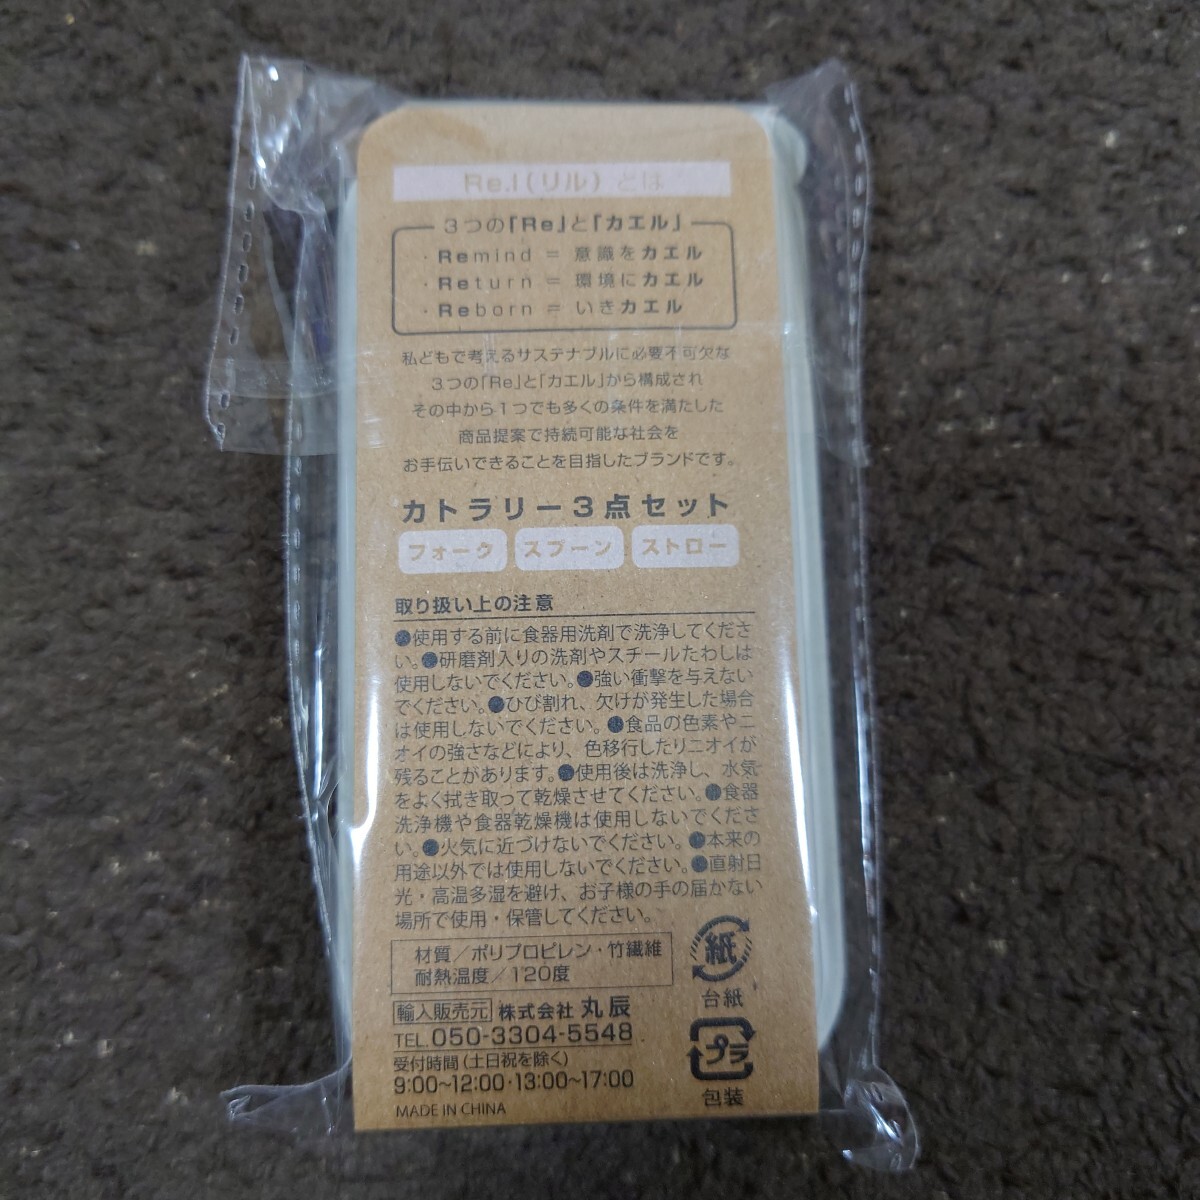 Re.l(リル) とは
3つの「Re」と「カエル」
・Remind = 意識をカエル
・Return = 環境にカエル
・Reborn = いきカエル
私どもで考えるサステナブルに必要不可欠な
3つの「Re」と「カエル」から構成され
その中から1つでも多くの条件を満たした
商品提案で持続可能な社会を
お手伝いできることを目指したブランドです。
カトラリー3点セット
フォーク スプーン ストロー
取り扱い上の注意
●使用する前に食器用洗剤で洗浄してくださ
い。●研磨剤入りの洗剤やスチールたわしは
使用しないでください。●強い衝撃を与えない
でください。●ひび割れ、欠けが発生した場合
は使用しないでください。●食品の色素やニ
オイの強さなどにより、色移行したりニオイが
残ることがあります。●使用後は洗浄し、水気
をよく拭き取って乾燥させてください。●食器
洗浄機や食器乾燥機は使用しないでくださ
い。●火気に近づけないでください。●本来の
用途以外では使用しないでください。●直射日
光・高温多湿を避け、お子様の手の届かない
場所で使用・保管してください。
材質/ポリプロピレン・竹繊維
耐熱温度/120度
輸入販売元 株式会社 丸辰
TEL.050-3304-5548
受付時間(土日祝を除く)
9:00~12:00・13:00~17:00
MADE IN CHINA
紙
台紙
プラ
包装